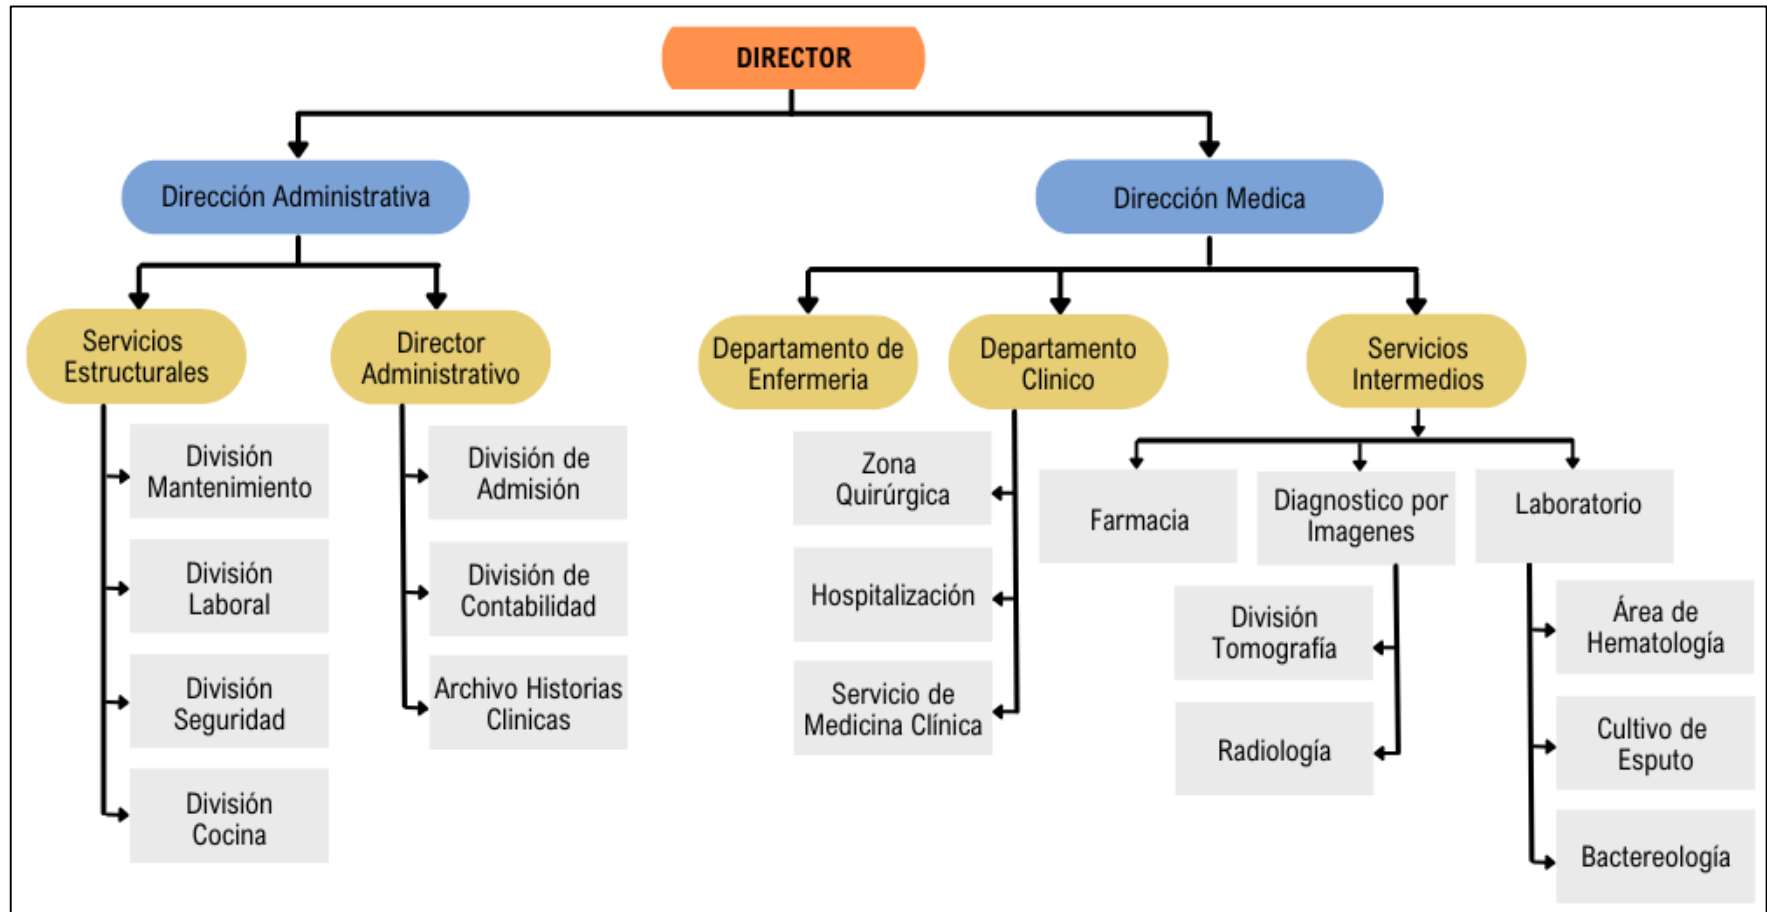 DIRECTOR
Dirección Administrativa
Dirección Medica
Servicios
Estructurales
Director
Administrativo
Departamento de
Enfermeria
Departamento
Clinico
Servicios
Intermedios
División
Mantenimiento
División
Laboral
División
Seguridad
División
Cocina
División de
Admisión
División de
Contabilidad
Archivo Historias
Clinicas
Zona
Quirúrgica
Hospitalización
Servicio de
Medicina Clínica
Farmacia
Diagnostico por
Imagenes
Laboratorio
División
Tomografía
Radiología
Área de
Hematología
Cultivo de
Esputo
Bactereología